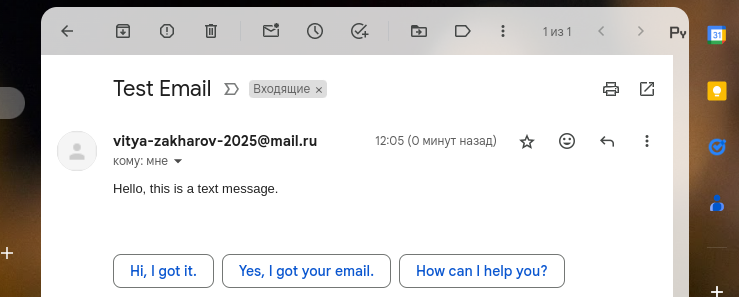 1 из 1
Ру
31
Test Email
Входящие ×
vitya-zakharov-2025@mail.ru
12:05 (0 минут назад)
кому: мне
Hello, this is a text message.
Hi, I got it.
Yes, I got your email.
How can I help you?